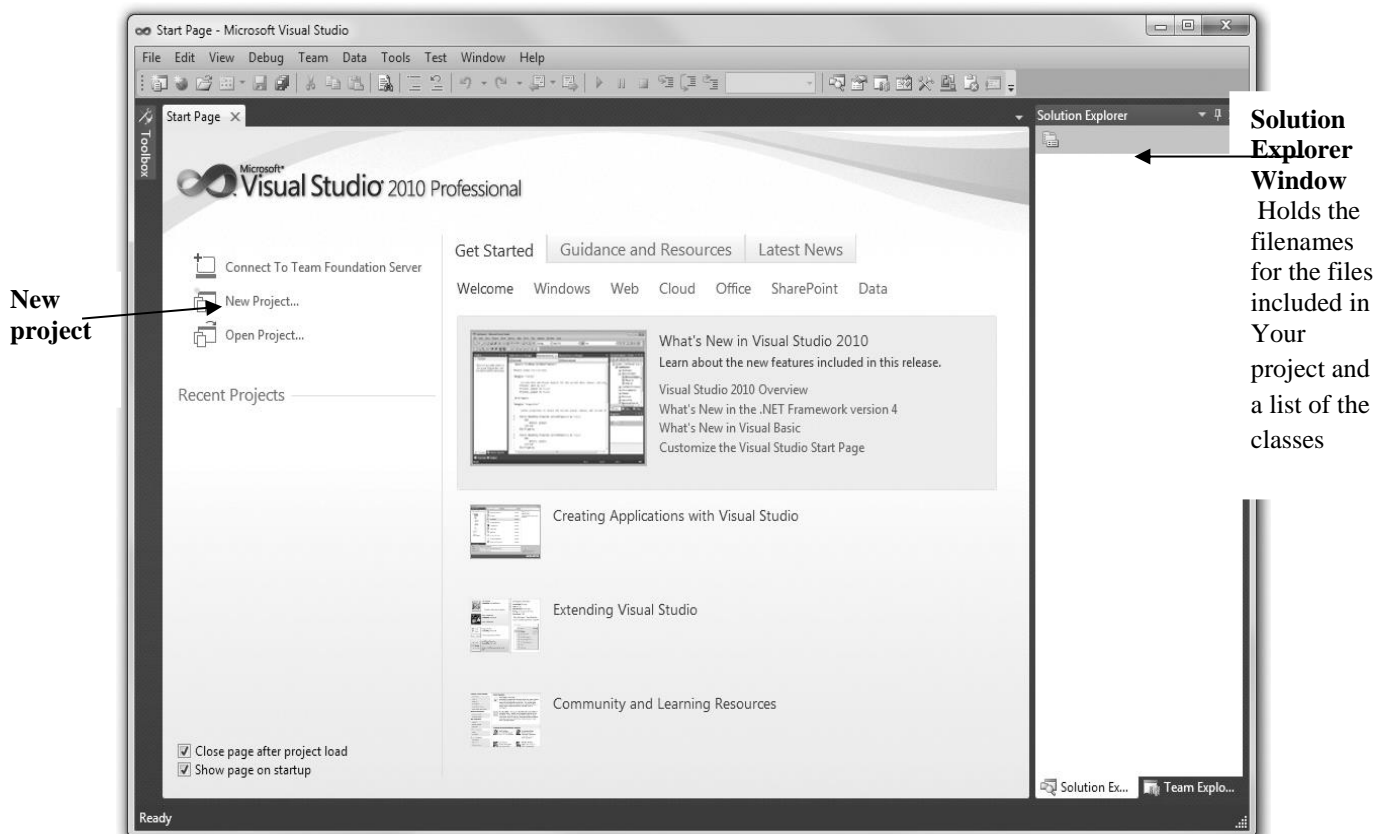 Start Page - Microsoft Visual Studio
File Edit View Debug Team Data Tools Test Window Help
Toolbox
Start Page
Solution Explorer
Microsoft®
Visual Studio® 2010 Professional
Connect To Team Foundation Server
New Project...
Open Project...
Recent Projects
Close page after project load
Show page on startup
Get Started Guidance and Resources Latest News
Welcome Windows Web Cloud Office SharePoint Data
What's New in Visual Studio 2010
Learn about the new features included in this release.
Visual Studio 2010 Overview
What's New in the .NET Framework version 4
What's New in Visual Basic
Customize the Visual Studio Start Page
Creating Applications with Visual Studio
Extending Visual Studio
Community and Learning Resources
Solution Ex... Team Explo...
Ready
New
project
Solution
Explorer
Window
Holds the
filenames
for the files
included in
Your
project and
a list of the
classes